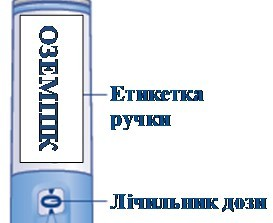 ОЗЕМПІК
Етикетка
ручки
0
Лічильник дози